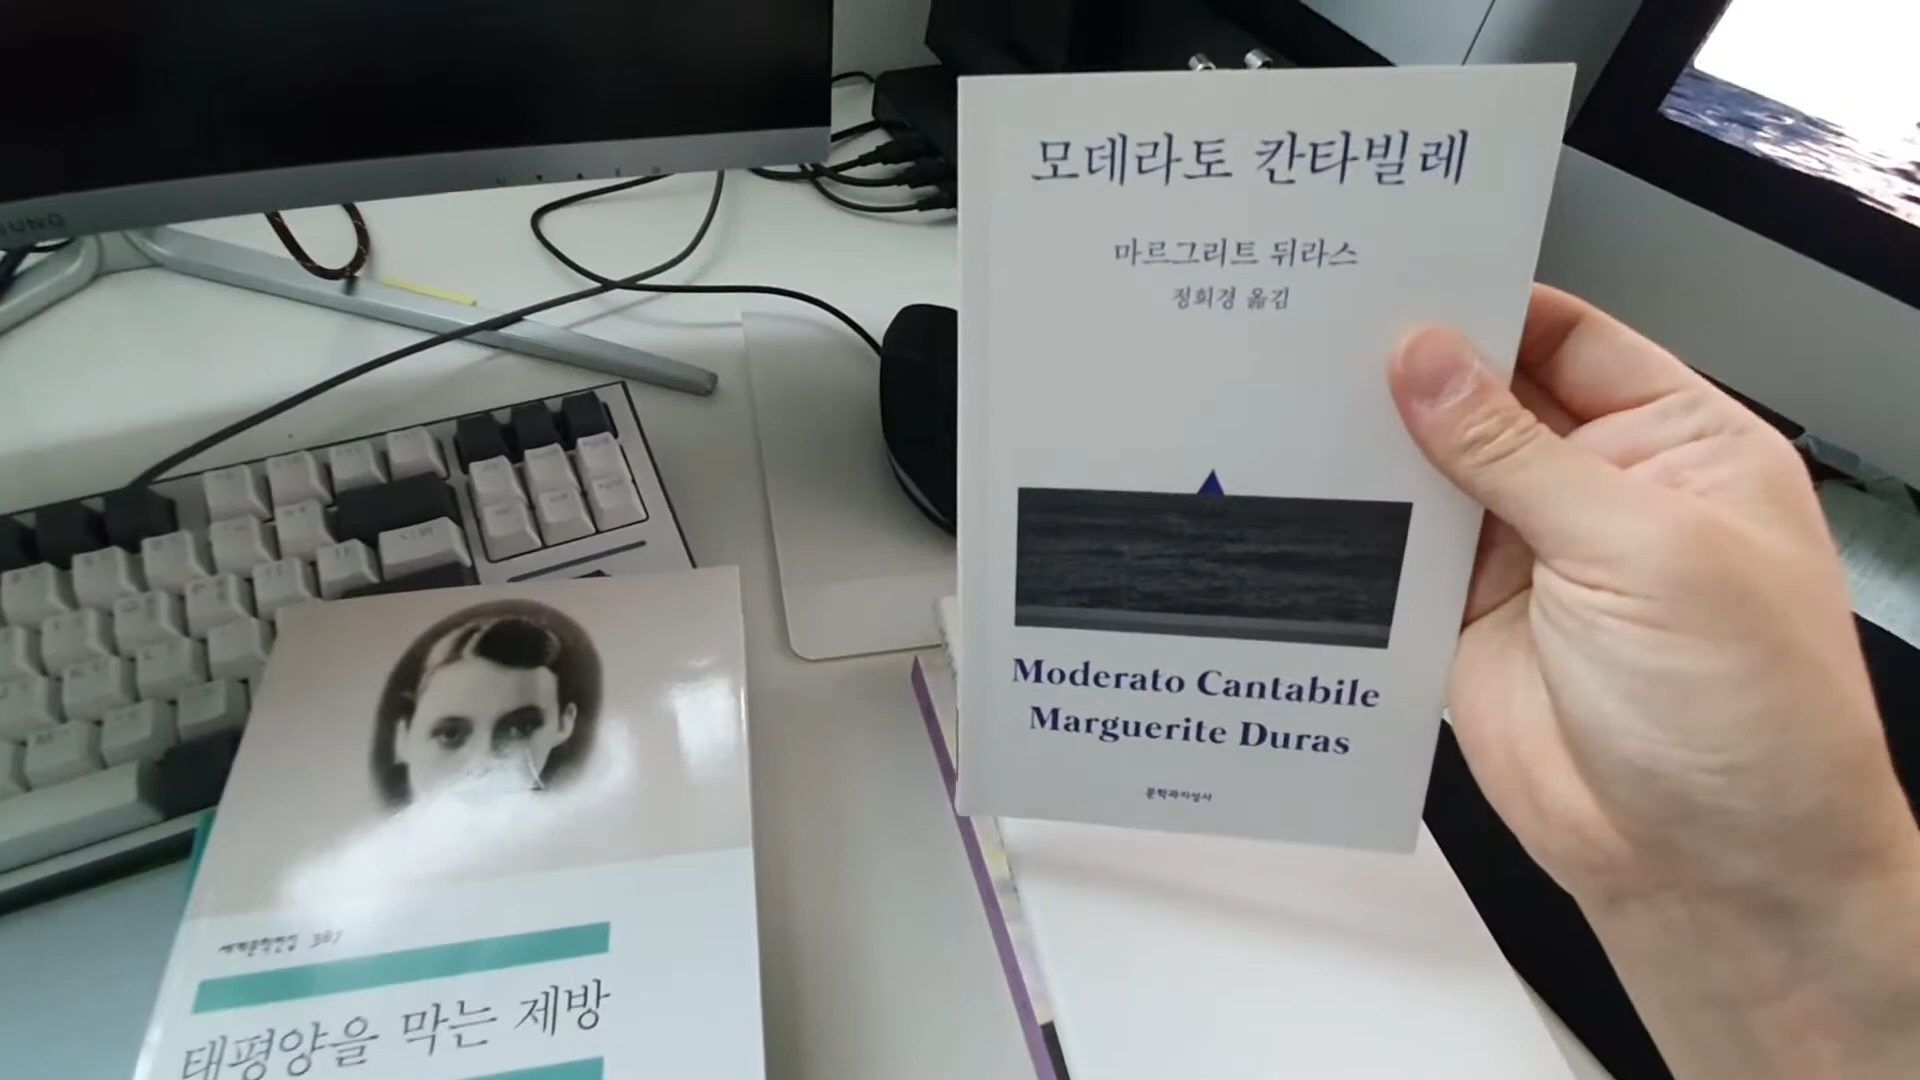 모데라토 칸타빌레
마르그리트 뒤라스
정희경 옮김
Moderato Cantabile
Marguerite Duras
문학과지성사
세계문학전집 387
태평양을 막는 제방